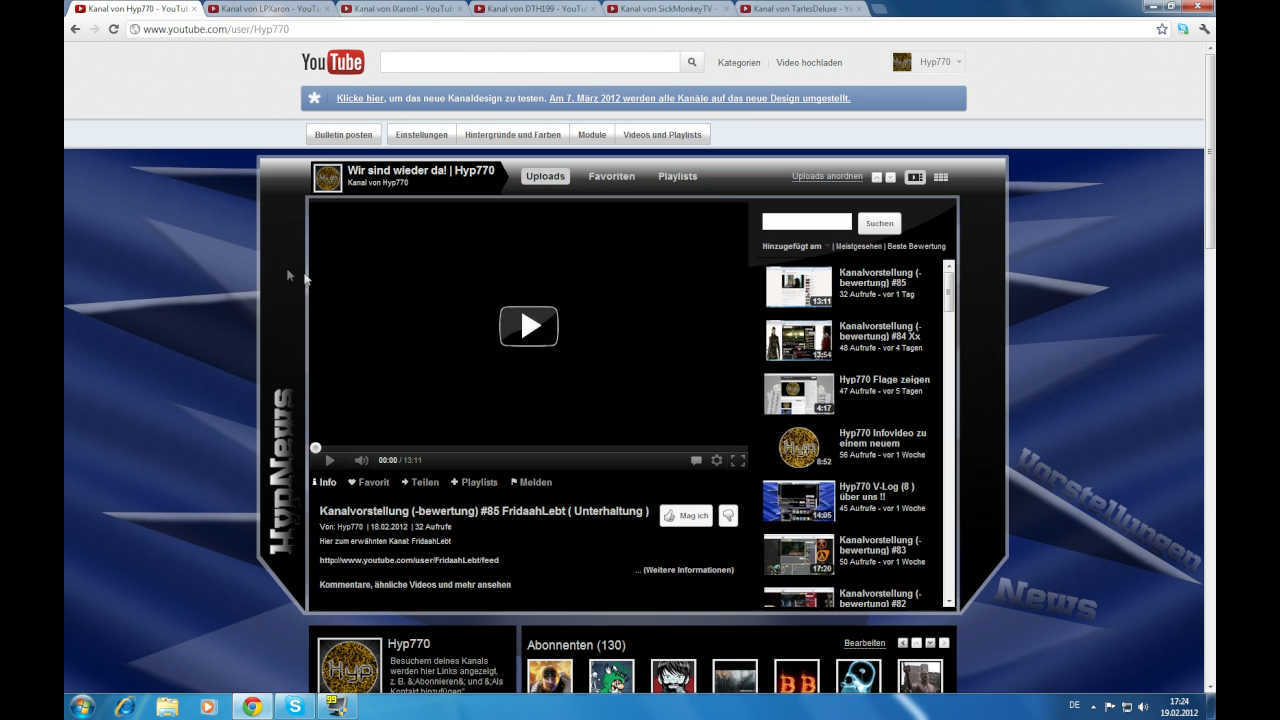 Kanal von Hyp770 - YouTu
Kanal von LPXaron - YouTu
Kanal von IXaronI - YouTub
Kanal von DTH199 - YouTu
Kanal von SickMonkeyTV -
Kanal von TarlesDeluxe - Yo
www.youtube.com/user/Hyp770
YouTube
Kategorien | Video hochladen
Hyp770
Klicke hier, um das neue Kanaldesign zu testen. Am 7. März 2012 werden alle Kanäle auf das neue Design umgestellt.
Bulletin posten
Einstellungen
Hintergründe und Farben
Module
Videos und Playlists
Wir sind wieder da! | Hyp770
Kanal von Hyp770
Uploads
Favoriten
Playlists
Uploads anordnen
Suchen
Hinzugefügt am | Meistgesehen | Beste Bewertung
Kanalvorstellung (-
bewertung) #85
32 Aufrufe - vor 1 Tag
13:11
Kanalvorstellung (-
bewertung) #84 Xx
48 Aufrufe - vor 4 Tagen
13:54
Hyp770 Flage zeigen
47 Aufrufe - vor 5 Tagen
4:17
Hyp770 Infovideo zu
einem neuem
56 Aufrufe - vor 1 Woche
Hyp
8:52
Hyp770 V-Log (8 )
über uns !!
45 Aufrufe - vor 1 Woche
14:05
Kanalvorstellung (-
bewertung) #83
50 Aufrufe - vor 1 Woche
17:20
Kanalvorstellung (-
bewertung) #82
00:00 / 13:11
Info
Favorit
Teilen
Playlists
Melden
Kanalvorstellung (-bewertung) #85 FridaahLebt ( Unterhaltung )
Mag ich
Von: Hyp770 | 18.02.2012 | 32 Aufrufe
Hier zum erwähnten Kanal: FridaahLebt
http://www.youtube.com/user/FridaahLebt/feed
... (Weitere Informationen)
Kommentare, ähnliche Videos und mehr ansehen
HypNews
Vorstellungen
News
Hyp
Hyp770
Besuchern deines Kanals
werden hier Links angezeigt,
z. B. &;Abonnieren&; und &;Als
Kontakt hinzufügen".
Abonnenten (130)
Bearbeiten
BB
99
DE
17:24
19.02.2012